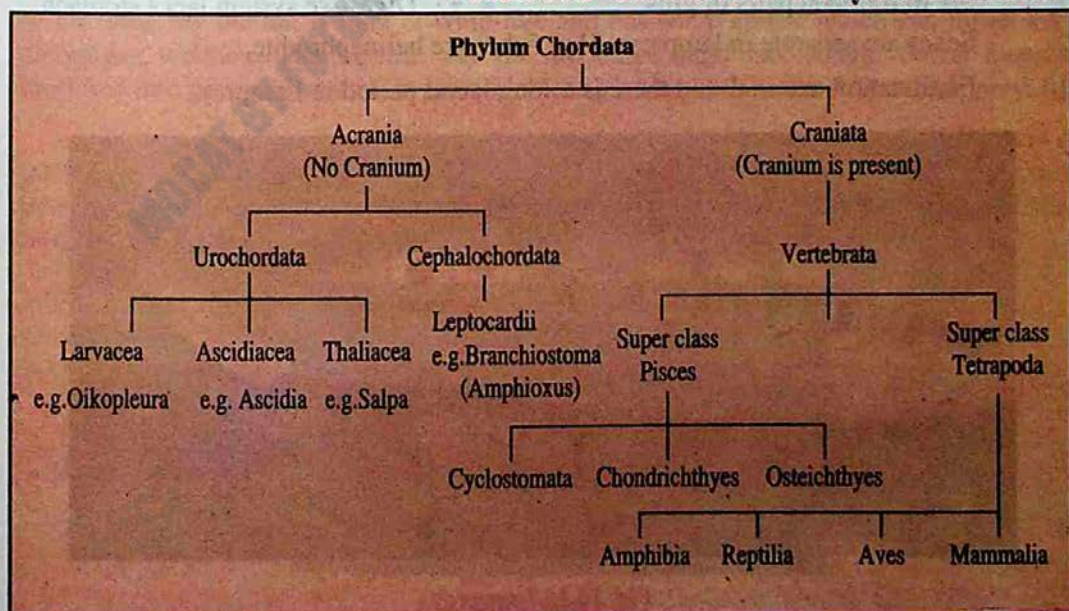 Phylum Chordata
Acrania
(No Cranium)
Craniata
(Cranium is present)
Urochordata
Cephalochordata
Vertebrata
Larvacea
e.g.Oikopleura
Ascidiacea
e.g. Ascidia
Thaliacea
e.g.Salpa
Leptocardii
e.g.Branchiostoma
(Amphioxus)
Super class
Pisces
Super class
Tetrapoda
Cyclostomata
Chondrichthyes
Osteichthyes
Amphibia
Reptilia
Aves
Mammalia